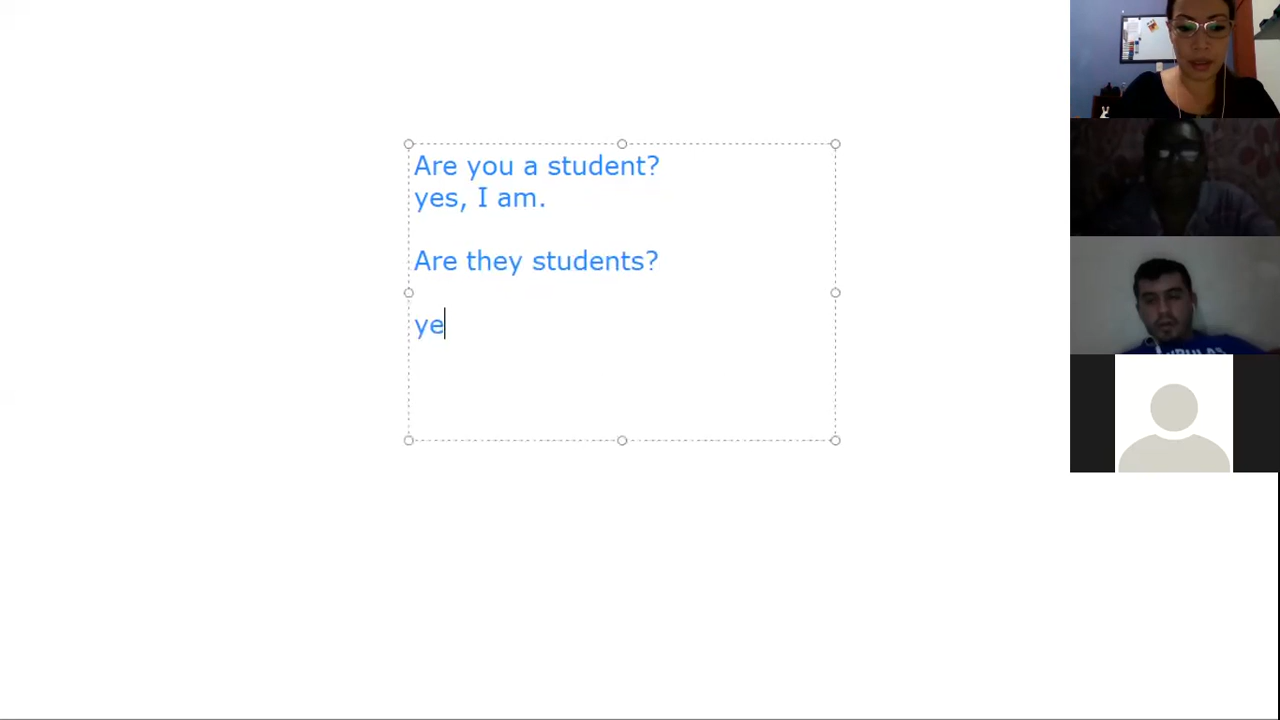 Are you a student?
yes, I am.
Are they students?
ye